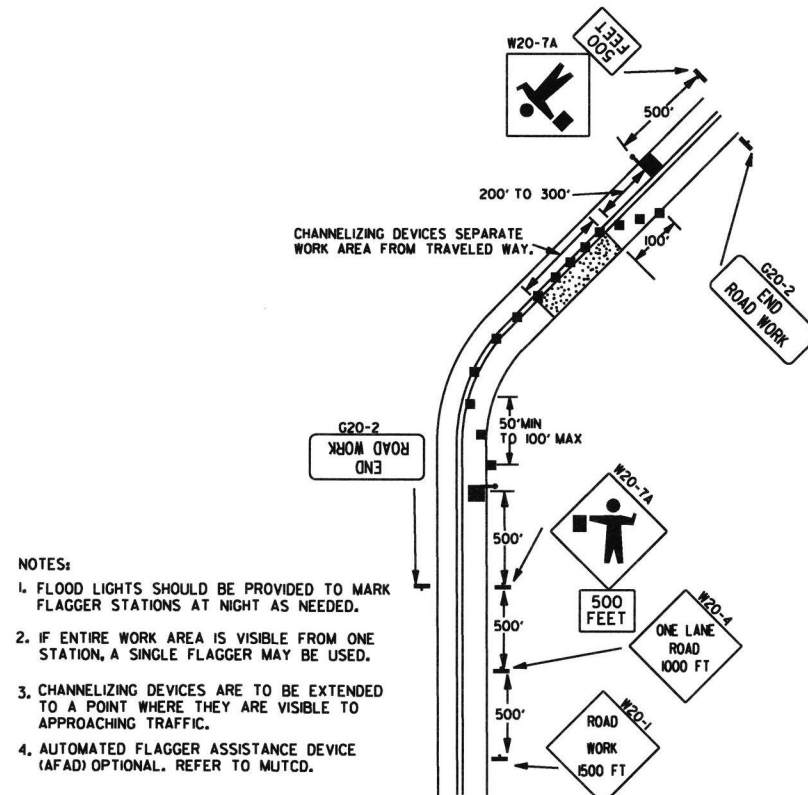 W20-7A
500
FEET
500'
200' TO 300'
CHANNELIZING DEVICES SEPARATE
WORK AREA FROM TRAVELED WAY.
100'
G20-2
END
ROAD WORK
50'MIN
TO 100' MAX
G20-2
END
ROAD WORK
W20-7A
500'
500
FEET
500'
W20-4
ONE LANE
ROAD
1000 FT
500'
W20-1
ROAD
WORK
1500 FT
NOTES:
1. FLOOD LIGHTS SHOULD BE PROVIDED TO MARK
FLAGGER STATIONS AT NIGHT AS NEEDED.
2. IF ENTIRE WORK AREA IS VISIBLE FROM ONE
STATION, A SINGLE FLAGGER MAY BE USED.
3. CHANNELIZING DEVICES ARE TO BE EXTENDED
TO A POINT WHERE THEY ARE VISIBLE TO
APPROACHING TRAFFIC.
4. AUTOMATED FLAGGER ASSISTANCE DEVICE
(AFAD) OPTIONAL. REFER TO MUTCD.